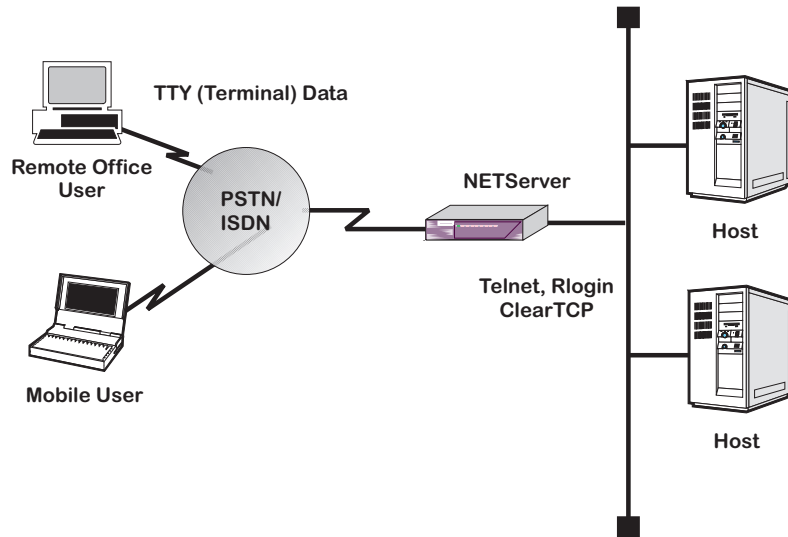 TTY (Terminal) Data
Remote Office
User
PSTN/
ISDN
NETServer
Host
Telnet, Rlogin
ClearTCP
Mobile User
Host